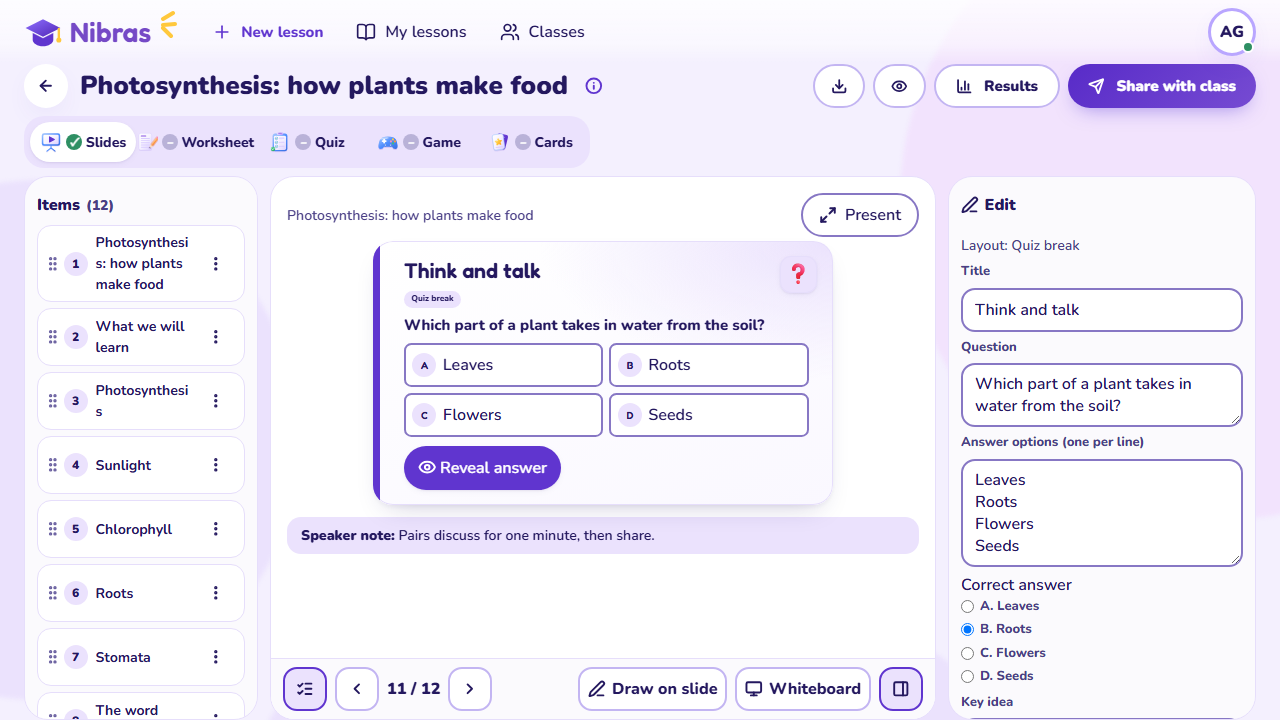 Nibras
New lesson
My lessons
Classes
AG
Photosynthesis: how plants make food
Results
Share with class
Slides
Worksheet
Quiz
Game
Cards
Items (12)
1
Photosynthesi
s: how plants
make food
2
What we will
learn
3
Photosynthesi
s
4
Sunlight
5
Chlorophyll
6
Roots
7
Stomata
The word
Photosynthesis: how plants make food
Present
Think and talk
Quiz break
Which part of a plant takes in water from the soil?
A Leaves
B Roots
C Flowers
D Seeds
Reveal answer
Speaker note: Pairs discuss for one minute, then share.
11 / 12
Draw on slide
Whiteboard
Edit
Layout: Quiz break
Title
Think and talk
Question
Which part of a plant takes in
water from the soil?
Answer options (one per line)
Leaves
Roots
Flowers
Seeds
Correct answer
A. Leaves
B. Roots
C. Flowers
D. Seeds
Key idea